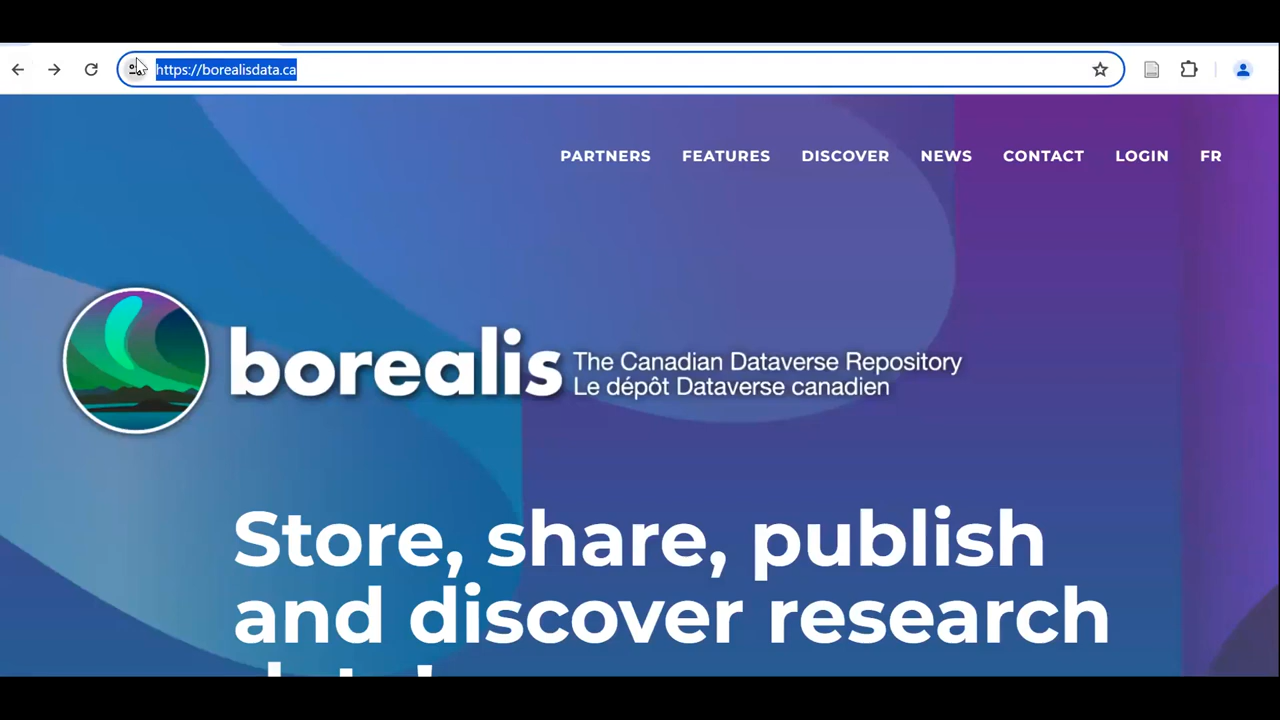 https://borealisdata.ca
PARTNERS FEATURES DISCOVER NEWS CONTACT LOGIN FR
borealis
The Canadian Dataverse Repository
Le dépôt Dataverse canadien
Store, share, publish
and discover research